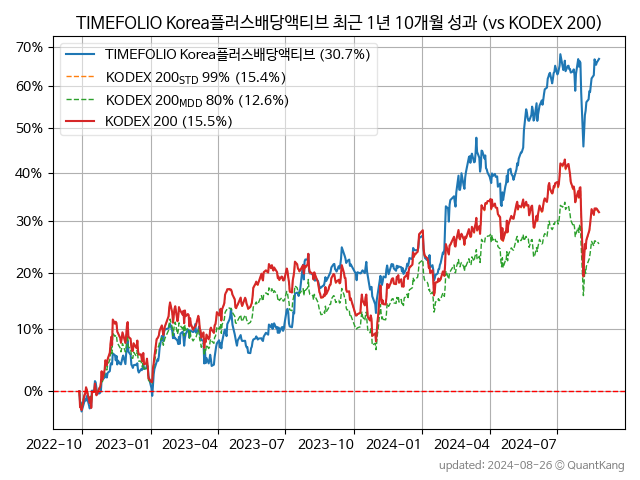 TIMEFOLIO Korea플러스배당액티브 최근 1년 10개월 성과 (vs KODEX 200)
70%
60%
50%
40%
30%
20%
10%
0%
TIMEFOLIO Korea플러스배당액티브 (30.7%)
KODEX 200STD 99% (15.4%)
KODEX 200MDD 80% (12.6%)
KODEX 200 (15.5%)
2022-10 2023-01 2023-04 2023-07 2023-10 2024-01 2024-04 2024-07
updated: 2024-08-26 © QuantKang